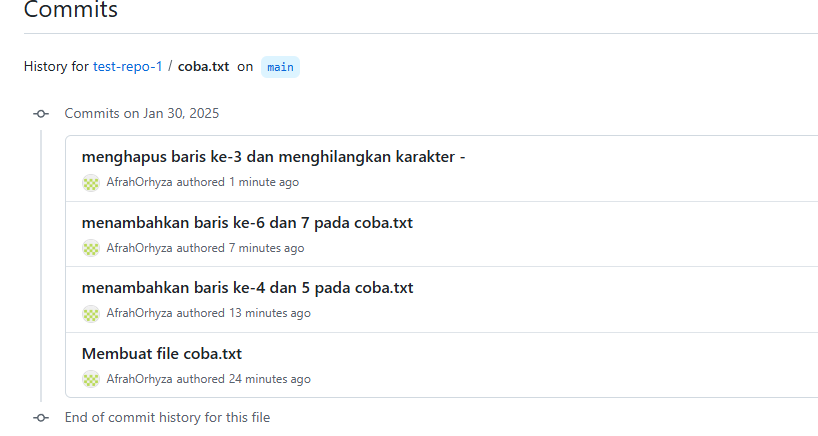 Commits
History for test-repo-1 / coba.txt on main
Commits on Jan 30, 2025
menghapus baris ke-3 dan menghilangkan karakter -
AfrahOrhyza authored 1 minute ago
menambahkan baris ke-6 dan 7 pada coba.txt
AfrahOrhyza authored 7 minutes ago
menambahkan baris ke-4 dan 5 pada coba.txt
AfrahOrhyza authored 13 minutes ago
Membuat file coba.txt
AfrahOrhyza authored 24 minutes ago
End of commit history for this file